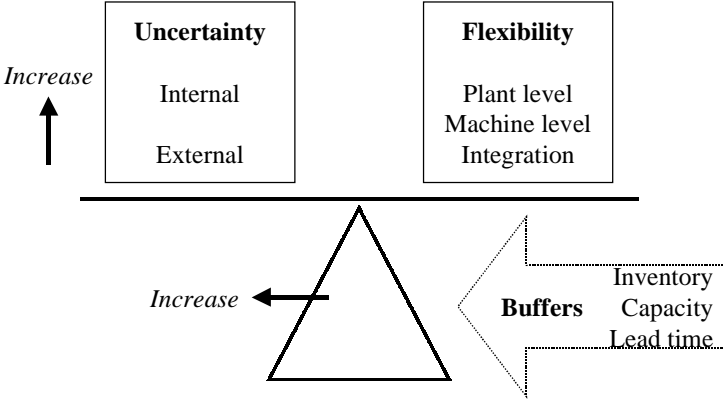 Uncertainty
Internal
External
Flexibility
Plant level
Machine level
Integration
Increase
Increase
Buffers
Inventory
Capacity
Lead time